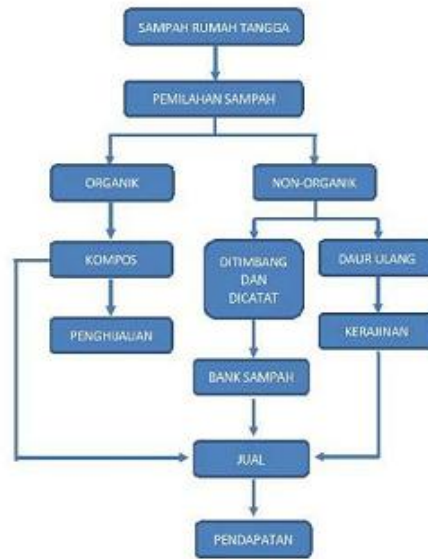 SAMPAH RUMAH TANGGA
PEMILAHAN SAMPAH
ORGANIK
NON-ORGANIK
KOMPOS
DITIMBANG
DAN
DICATAT
DAUR ULANG
PENGHIJAUAN
KERAJINAN
BANK SAMPAH
JUAL
PENDAPATAN